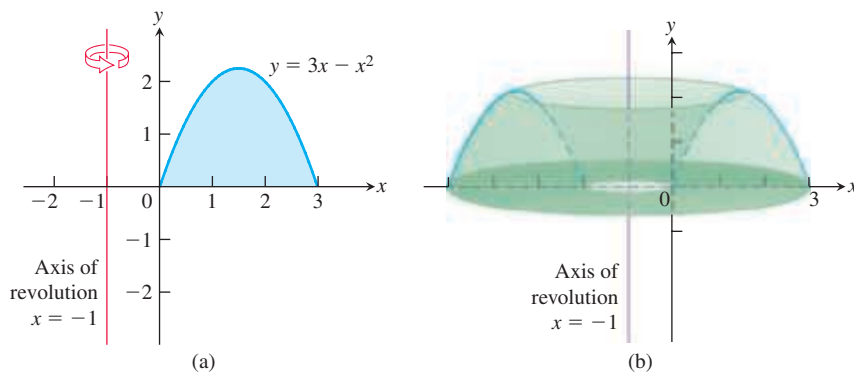 y
y = 3x − x²
2
1
x
−2
−1
0
1
2
3
−1
−2
Axis of
revolution
x = −1
(a)
y
x
0
3
Axis of
revolution
x = −1
(b)